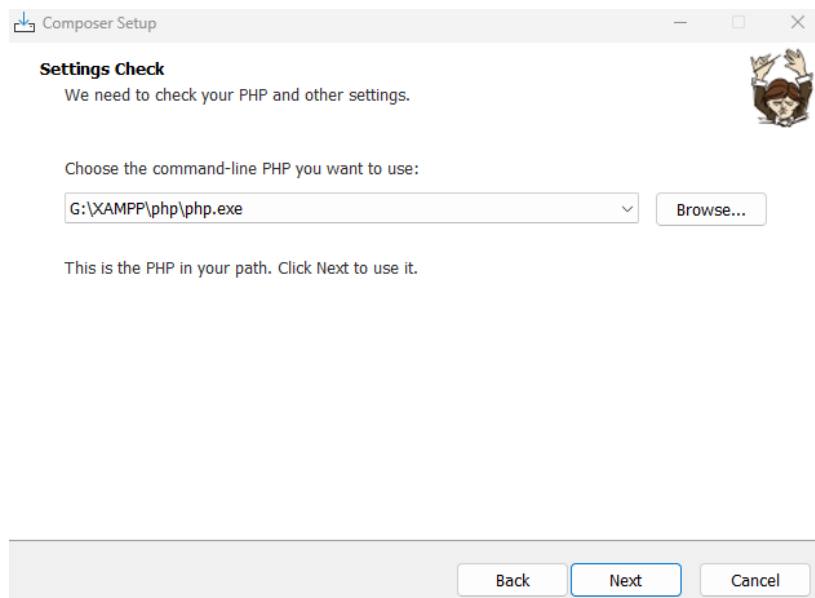 Composer Setup
Settings Check
We need to check your PHP and other settings.
Choose the command-line PHP you want to use:
G:\XAMPP\php\php.exe
Browse...
This is the PHP in your path. Click Next to use it.
Back
Next
Cancel